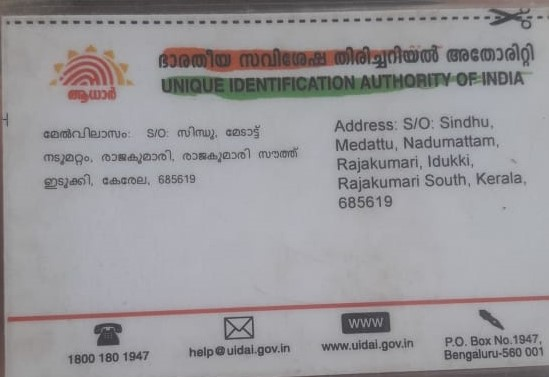 ഭാരതീയ സവിശേഷ തിരിച്ചറിയൽ അതോരിറ്റി
UNIQUE IDENTIFICATION AUTHORITY OF INDIA
ആധാർ
മേൽവിലാസം: S/O: സിന്ധു, മേടാട്ട്
നടുമറ്റം, രാജകുമാരി, രാജകുമാരി സൗത്ത്
ഇടുക്കി, കേരേല, 685619
Address: S/O: Sindhu,
Medattu, Nadumattam,
Rajakumari, Idukki,
Rajakumari South, Kerala,
685619
1800 180 1947
help@uidai.gov.in
WWW
www.uidai.gov.in
P.O. Box No.1947,
Bengaluru-560 001